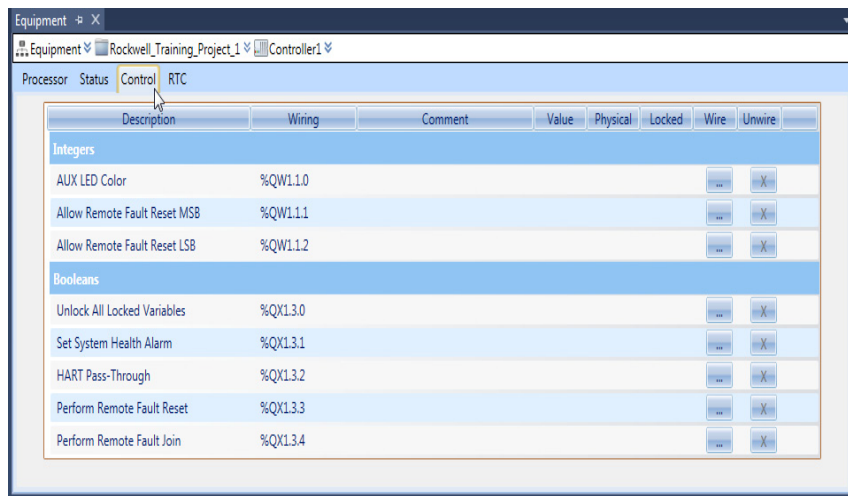 Equipment X
Equipment Rockwell_Training_Project_1 Controller1
Processor Status Control RTC
Description Wiring Comment Value Physical Locked Wire Unwire
Integers
AUX LED Color %QW1.1.0 ... X
Allow Remote Fault Reset MSB %QW1.1.1 ... X
Allow Remote Fault Reset LSB %QW1.1.2 ... X
Booleans
Unlock All Locked Variables %QX1.3.0 ... X
Set System Health Alarm %QX1.3.1 ... X
HART Pass-Through %QX1.3.2 ... X
Perform Remote Fault Reset %QX1.3.3 ... X
Perform Remote Fault Join %QX1.3.4 ... X